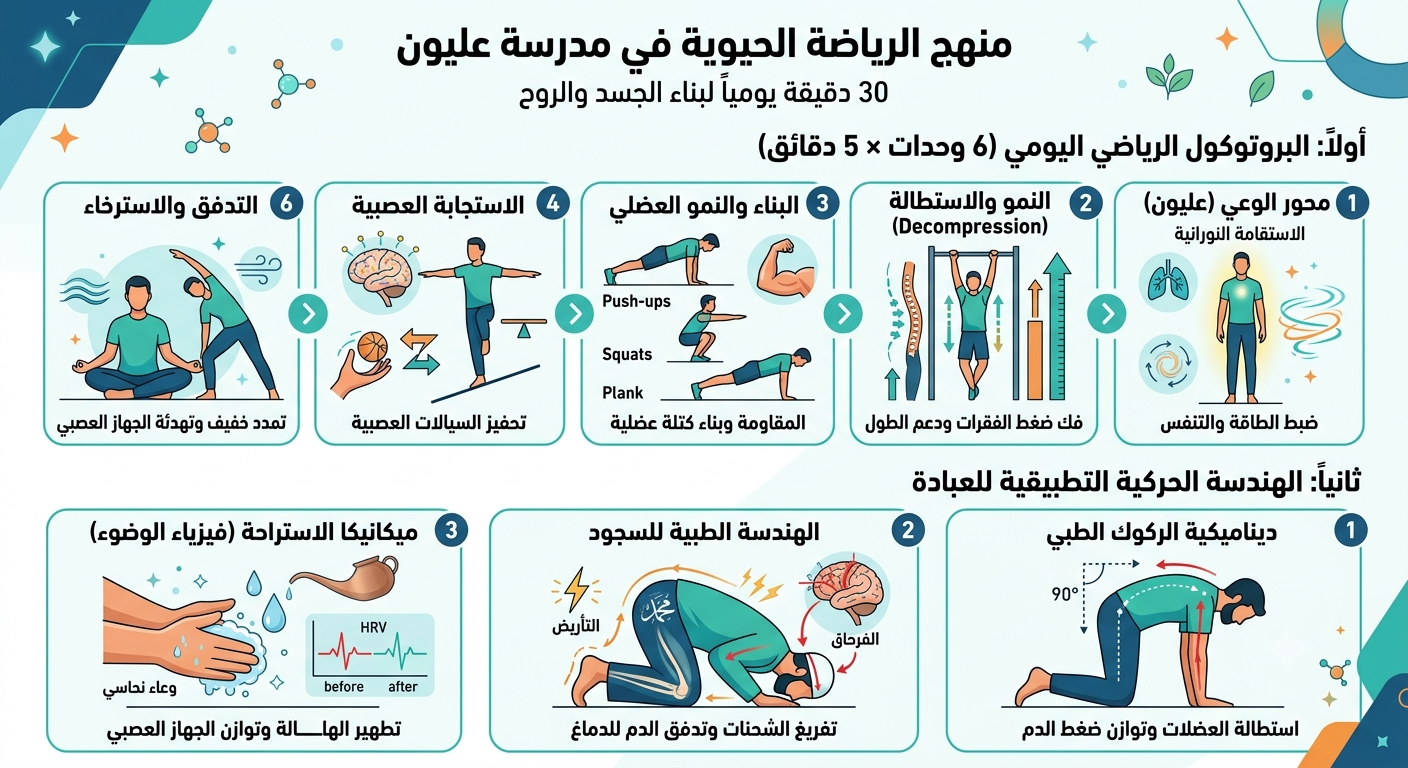 منهج الرياضة الحيوية في مدرسة عليون
30 دقيقة يومياً لبناء الجسد والروح
أولاً: البروتوكول الرياضي اليومي (6 وحدات × 5 دقائق)
1
محور الوعي (عليون)
الاستقامة النورانية
ضبط الطاقة والتنفس
2
النمو والاستطالة
(Decompression)
فك ضغط الفقرات ودعم الطول
3
البناء والنمو العضلي
Push-ups
Squats
Plank
المقاومة وبناء كتلة عضلية
4
الاستجابة العصبية
تحفيز السيالات العصبية
6
التدفق والاسترخاء
تمدد خفيف وتهدئة الجهاز العصبي
ثانياً: الهندسة الحركية التطبيقية للعبادة
1
ديناميكية الركوك الطبي
90°
استطالة العضلات وتوازن ضغط الدم
2
الهندسة الطبية للسجود
التأريض
محمد
الفرحاق
تفريغ الشحنات وتدفق الدم للدماغ
3
ميكانيكا الاستراحة (فيزياء الوضوء)
HRV
before after
وعاء نحاسي
تطهير الهاـــالة وتوازن الجهاز العصبي